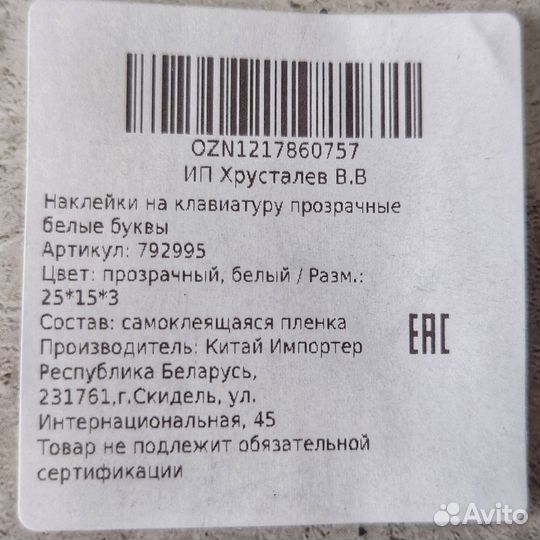 OZN1217860757
ИП Хрусталев В.В
Наклейки на клавиатуру прозрачные
белые буквы
Артикул: 792995
Цвет: прозрачный, белый / Разм.:
25*15*3
Состав: самоклеящаяся пленка
EAC
Производитель: Китай Импортер
Республика Беларусь,
231761,г.Скидель, ул.
Интернациональная, 45
Товар не подлежит обязательной
сертификации
Avito